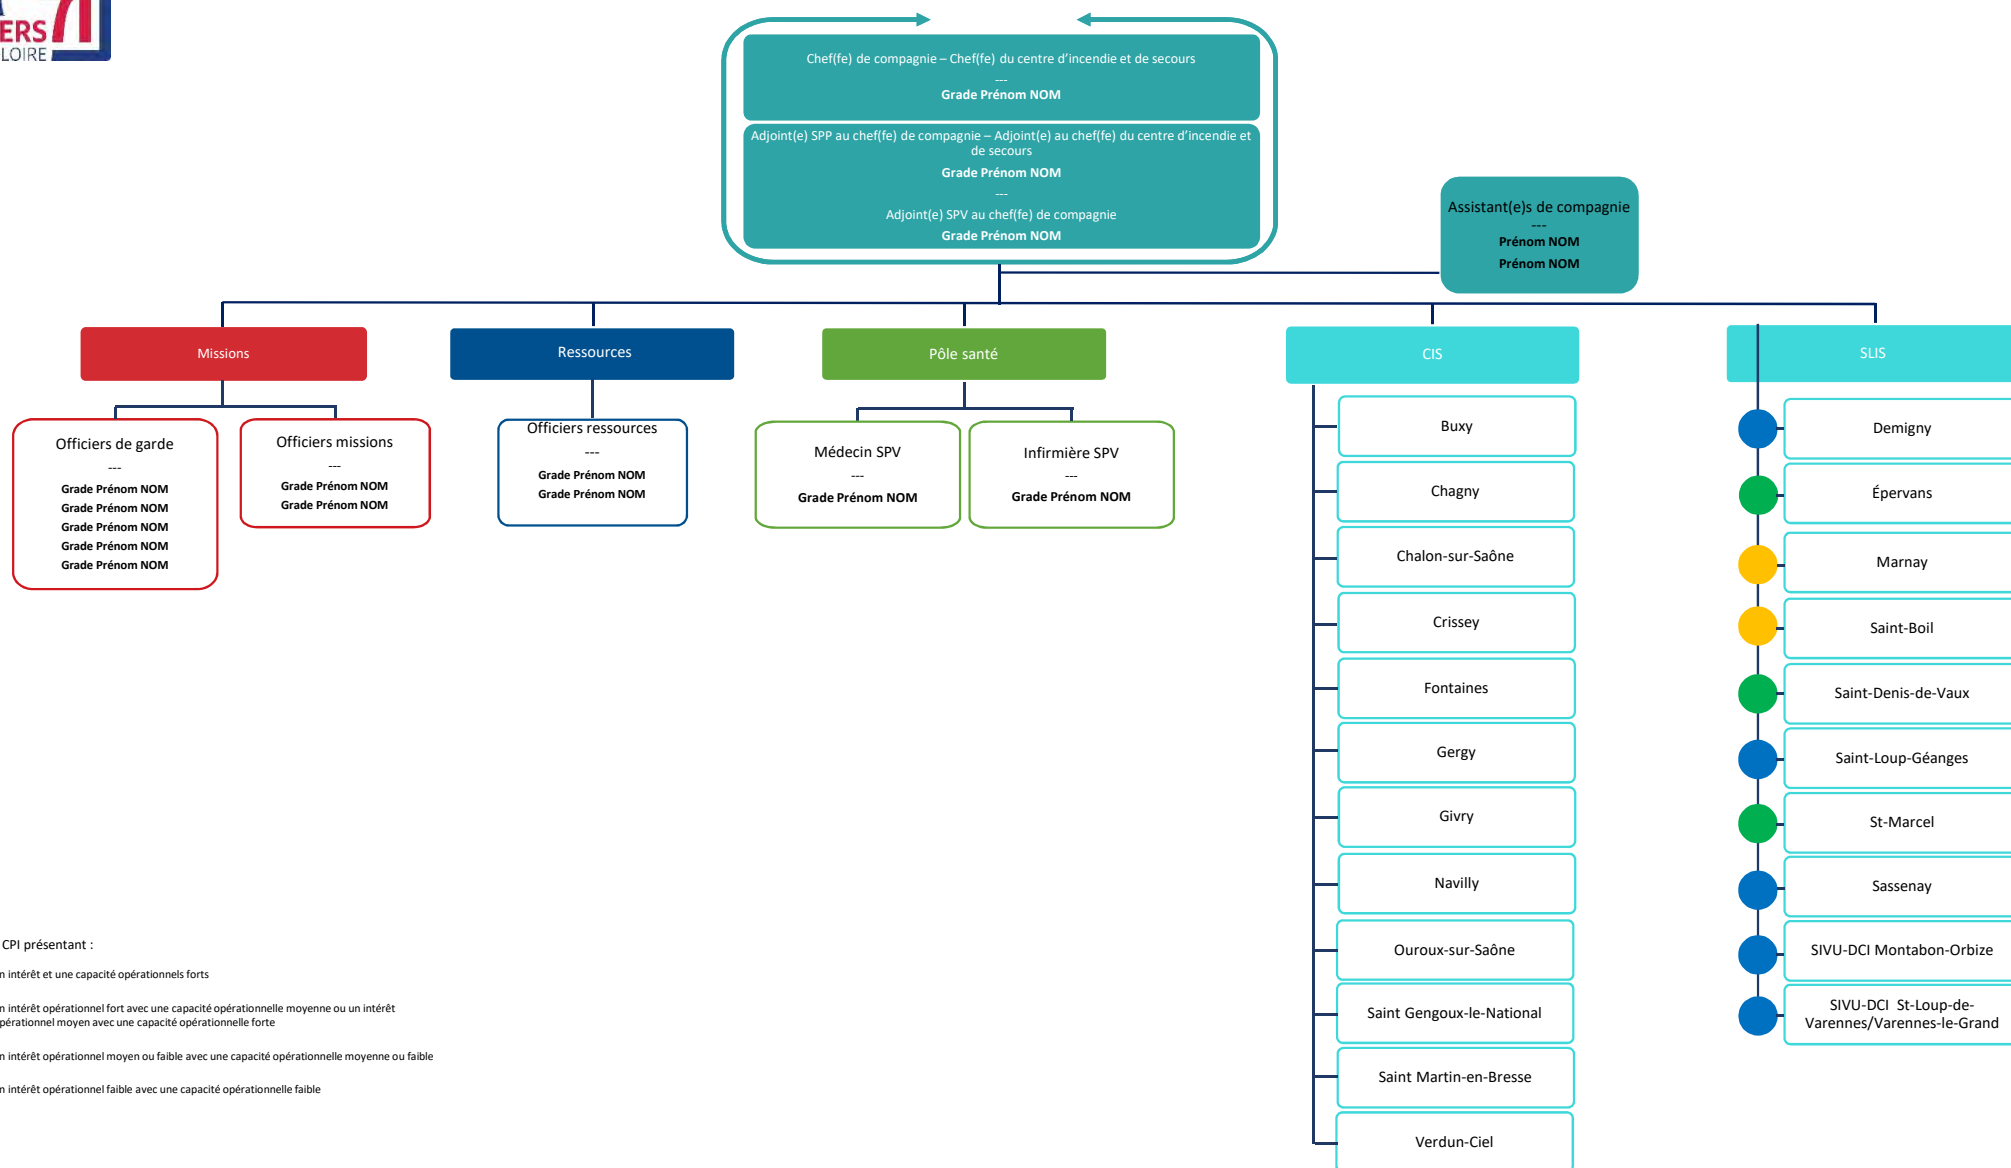 ERS
LOIRE
Chef(fe) de compagnie – Chef(fe) du centre d'incendie et de secours
---
Grade Prénom NOM
Adjoint(e) SPP au chef(fe) de compagnie – Adjoint(e) au chef(fe) du centre d'incendie et
de secours
Grade Prénom NOM
---
Adjoint(e) SPV au chef(fe) de compagnie
Grade Prénom NOM
Assistant(e)s de compagnie
---
Prénom NOM
Prénom NOM
Missions
Officiers de garde
---
Grade Prénom NOM
Grade Prénom NOM
Grade Prénom NOM
Grade Prénom NOM
Grade Prénom NOM
Officiers missions
---
Grade Prénom NOM
Grade Prénom NOM
Ressources
Officiers ressources
---
Grade Prénom NOM
Grade Prénom NOM
Pôle santé
Médecin SPV
---
Grade Prénom NOM
Infirmière SPV
---
Grade Prénom NOM
CIS
Buxy
Chagny
Chalon-sur-Saône
Crissey
Fontaines
Gergy
Givry
Navilly
Ouroux-sur-Saône
Saint Gengoux-le-National
Saint Martin-en-Bresse
Verdun-Ciel
SLIS
Demigny
Épervans
Marnay
Saint-Boil
Saint-Denis-de-Vaux
Saint-Loup-Géanges
St-Marcel
Sassenay
SIVU-DCI Montabon-Orbize
SIVU-DCI St-Loup-de-
Varennes/Varennes-le-Grand
CPI présentant :
n intérêt et une capacité opérationnels forts
n intérêt opérationnel fort avec une capacité opérationnelle moyenne ou un intérêt
pérationnel moyen avec une capacité opérationnelle forte
n intérêt opérationnel moyen ou faible avec une capacité opérationnelle moyenne ou faible
n intérêt opérationnel faible avec une capacité opérationnelle faible